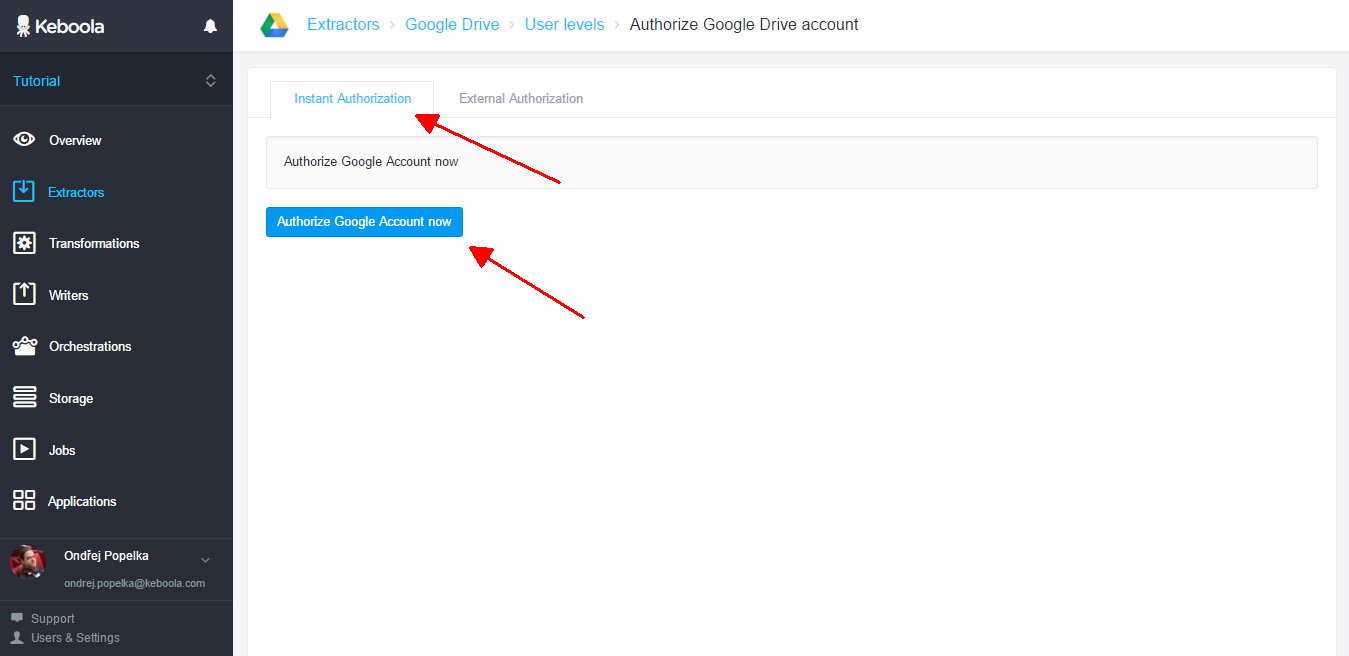 Keboola
Extractors > Google Drive > User levels > Authorize Google Drive account
Tutorial
Instant Authorization
External Authorization
Overview
Authorize Google Account now
Extractors
Authorize Google Account now
Transformations
Writers
Orchestrations
Storage
Jobs
Applications
Ondřej Popelka
ondrej.popelka@keboola.com
Support
Users & Settings